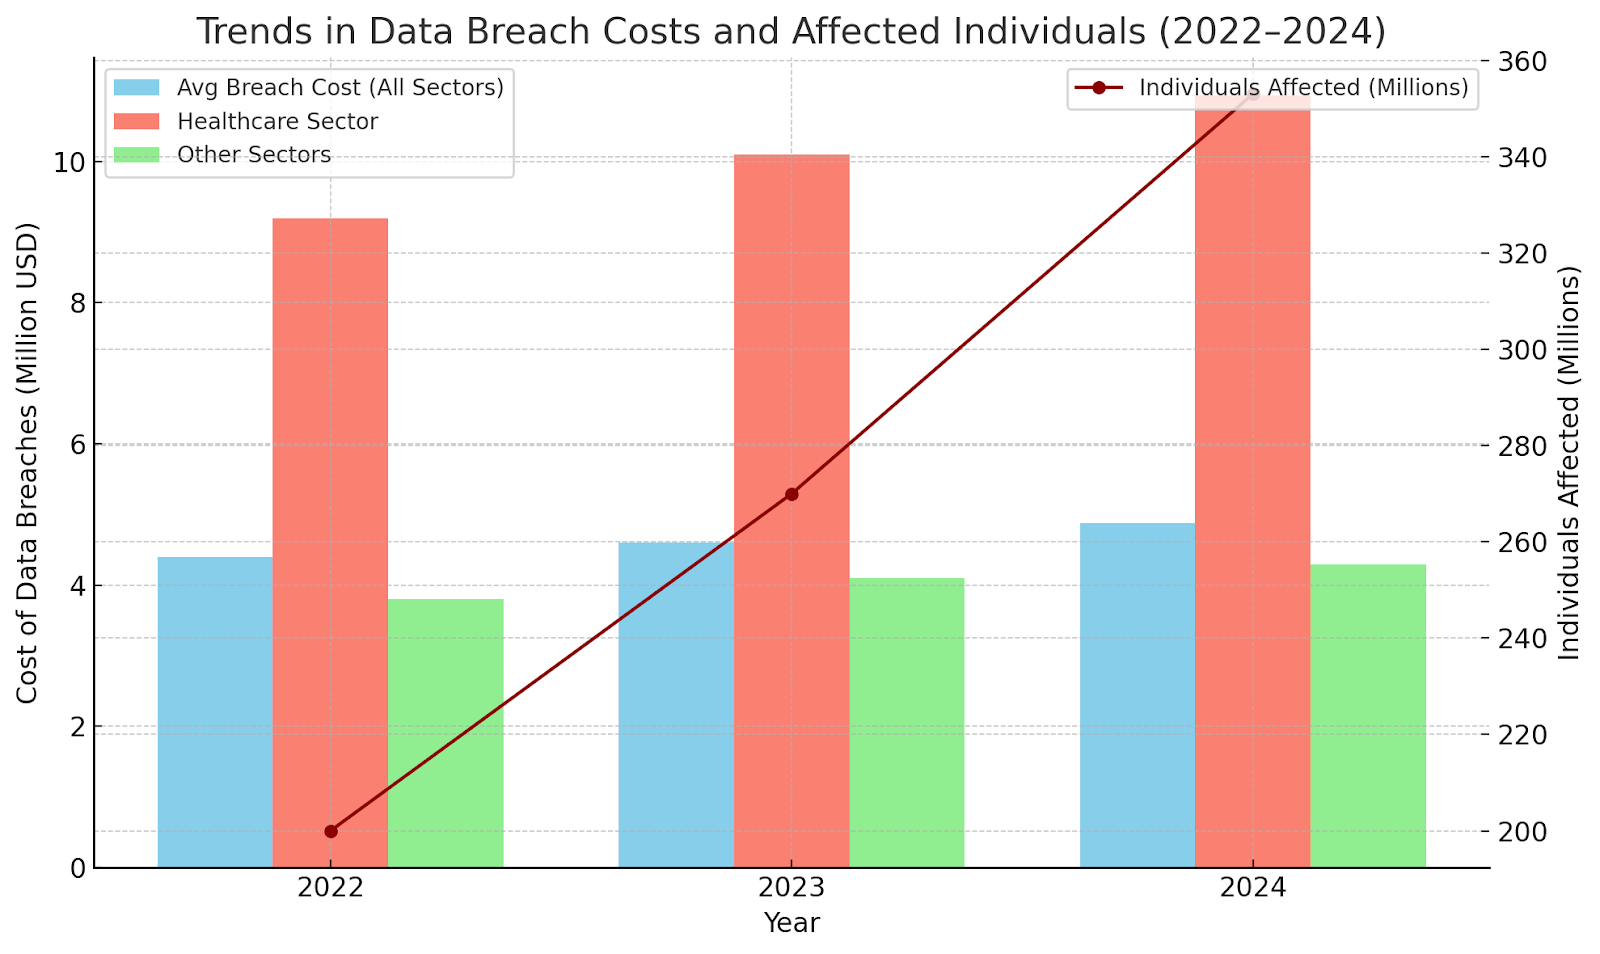 Trends in Data Breach Costs and Affected Individuals (2022–2024)
Avg Breach Cost (All Sectors)
Healthcare Sector
Other Sectors
Individuals Affected (Millions)
Cost of Data Breaches (Million USD)
10
8
6
4
2
0
360
340
320
300
280
260
240
220
200
Individuals Affected (Millions)
2022
2023
2024
Year